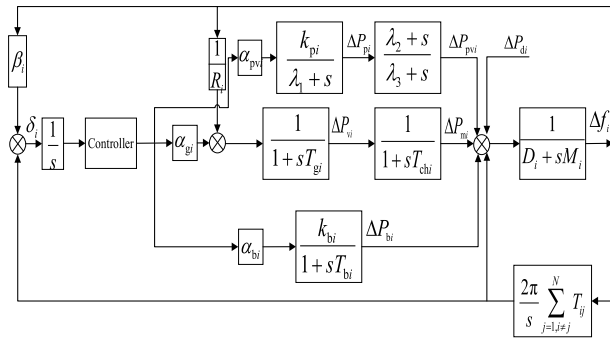 β_i
δ_i
1/s
Controller
1/R_i
α_pvi
k_pi/(λ_1 + s)
ΔP_pi
(λ_2 + s)/(λ_3 + s)
ΔP_pvi
ΔP_di
α_gi
1/(1 + sT_gi)
ΔP_vi
1/(1 + sT_chi)
ΔP_mi
1/(D_i + sM_i)
Δf_i
α_bi
k_bi/(1 + sT_bi)
ΔP_bi
2π/s ∑_{j=1,i≠j}^{N} T_ij